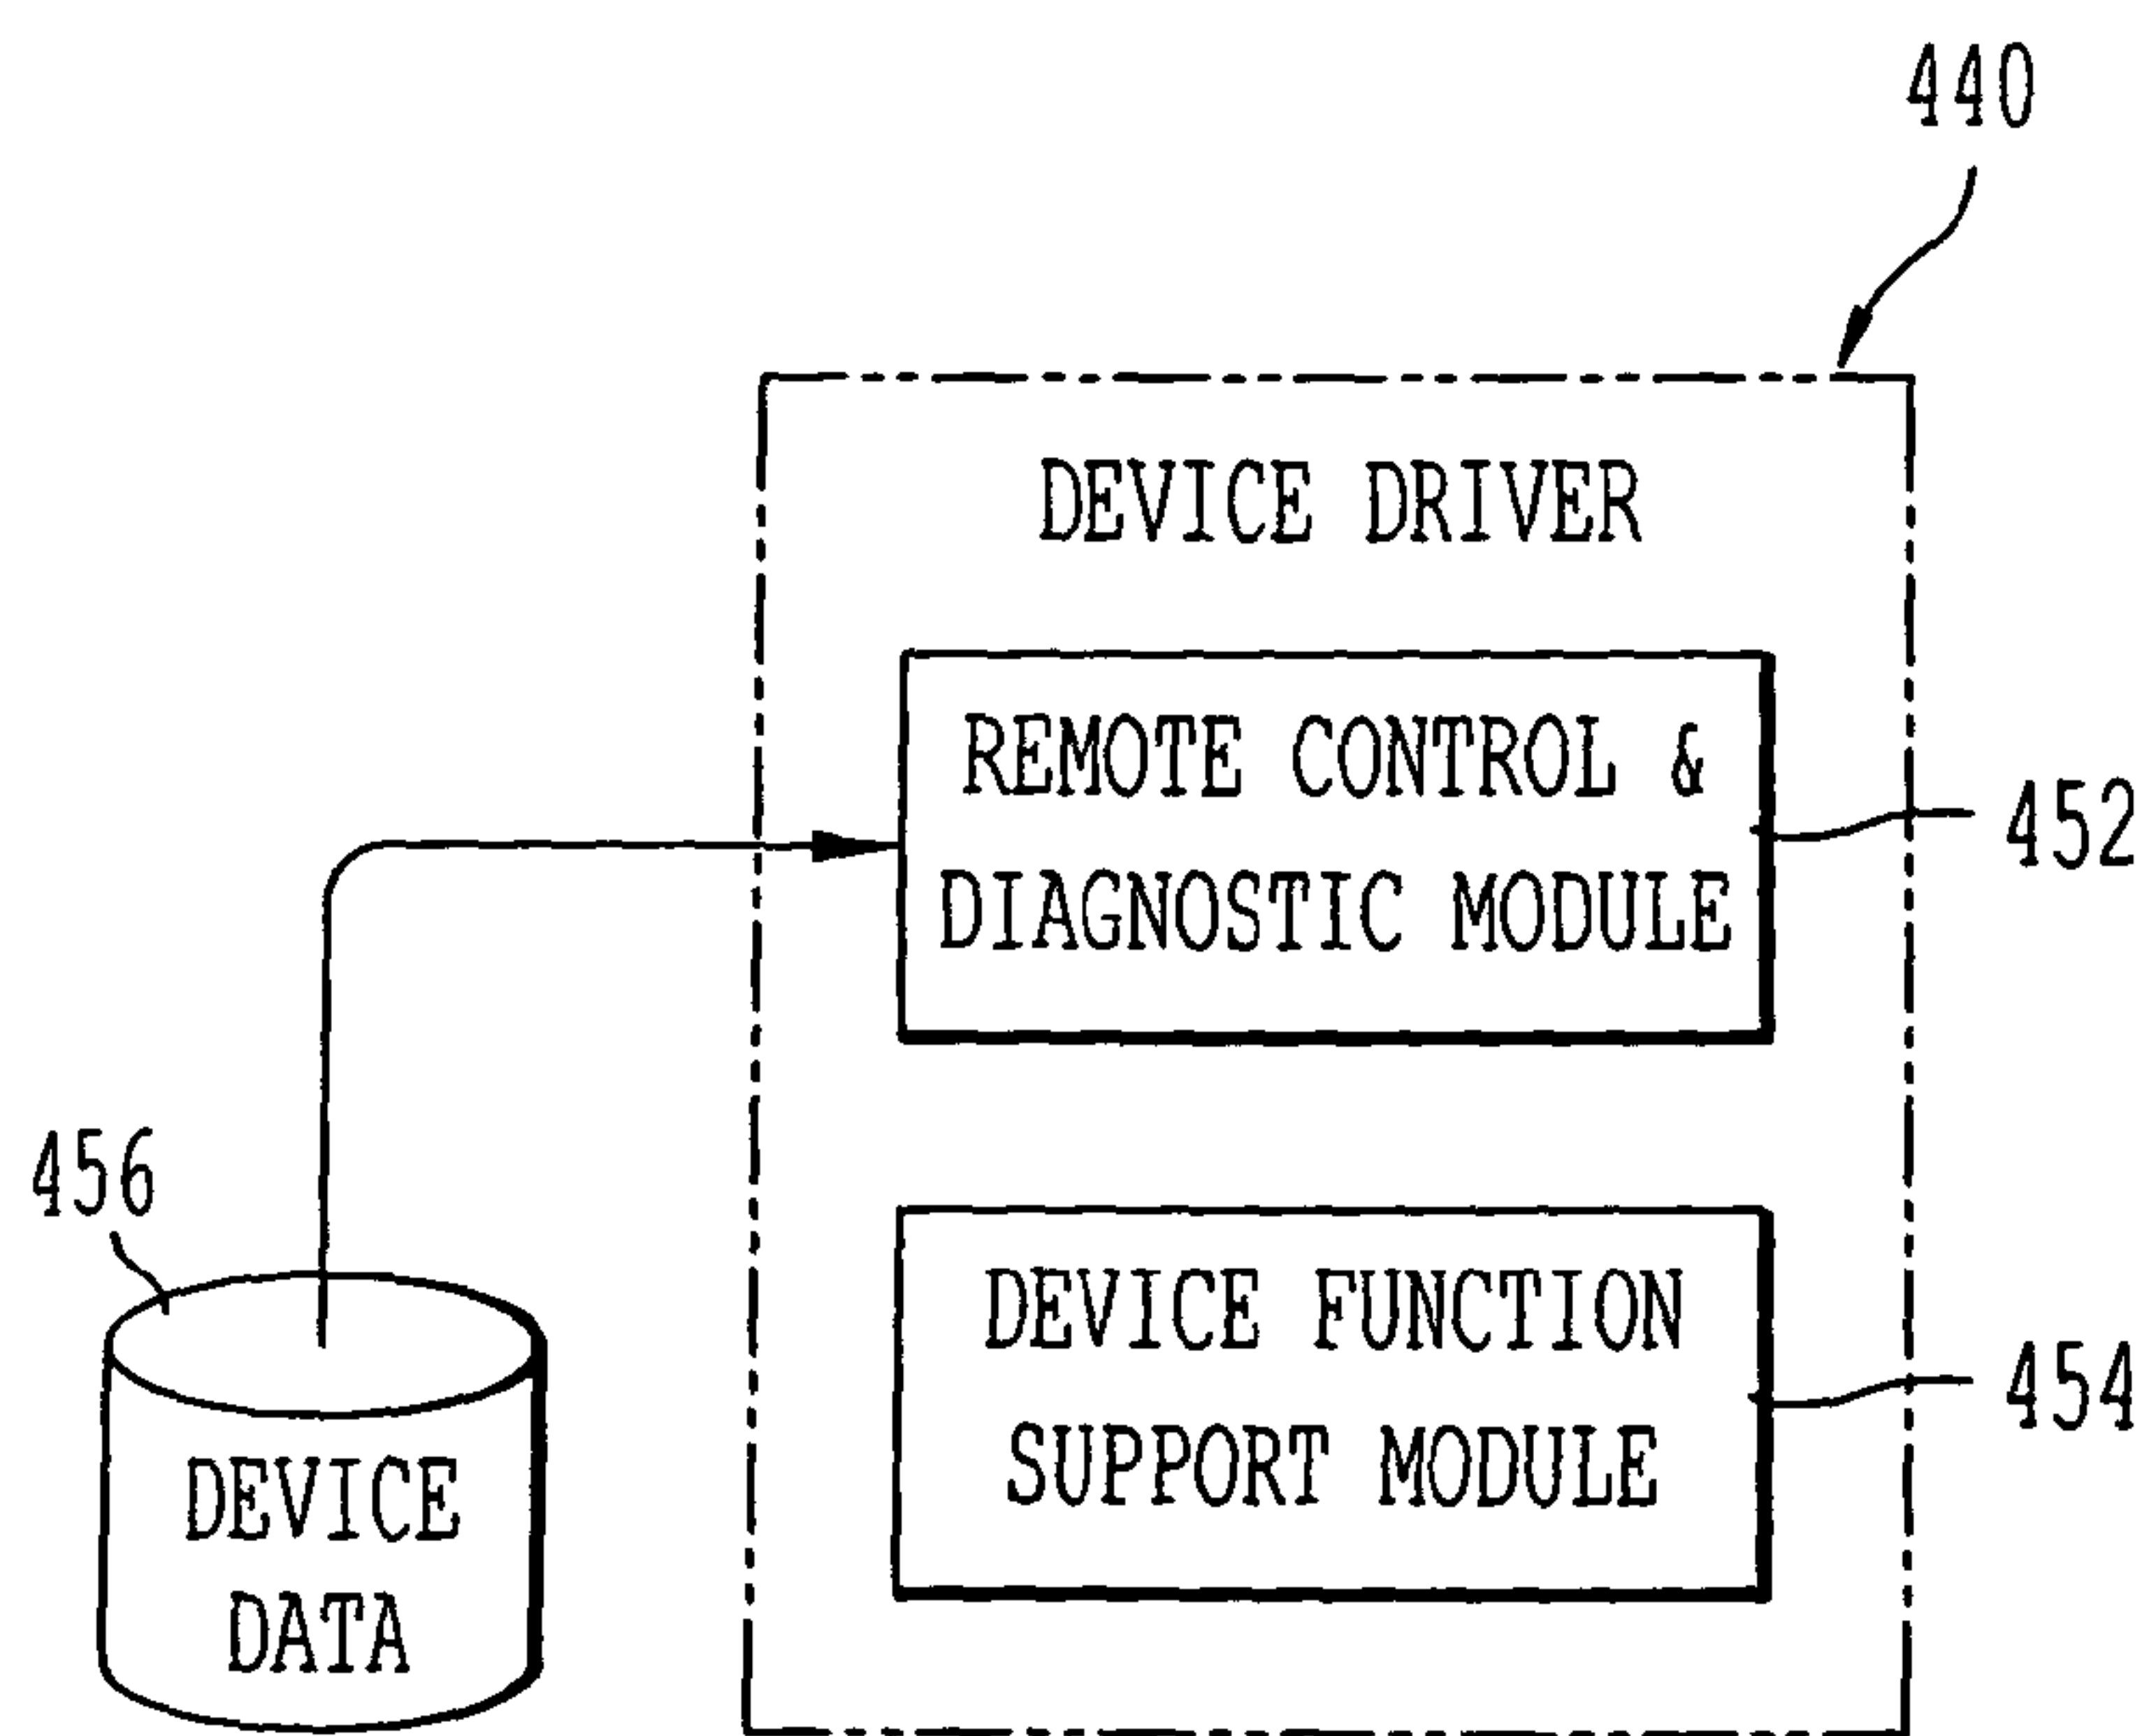 440
DEVICE DRIVER
REMOTE CONTROL &
DIAGNOSTIC MODULE
452
456
DEVICE FUNCTION
SUPPORT MODULE
454
DEVICE
DATA